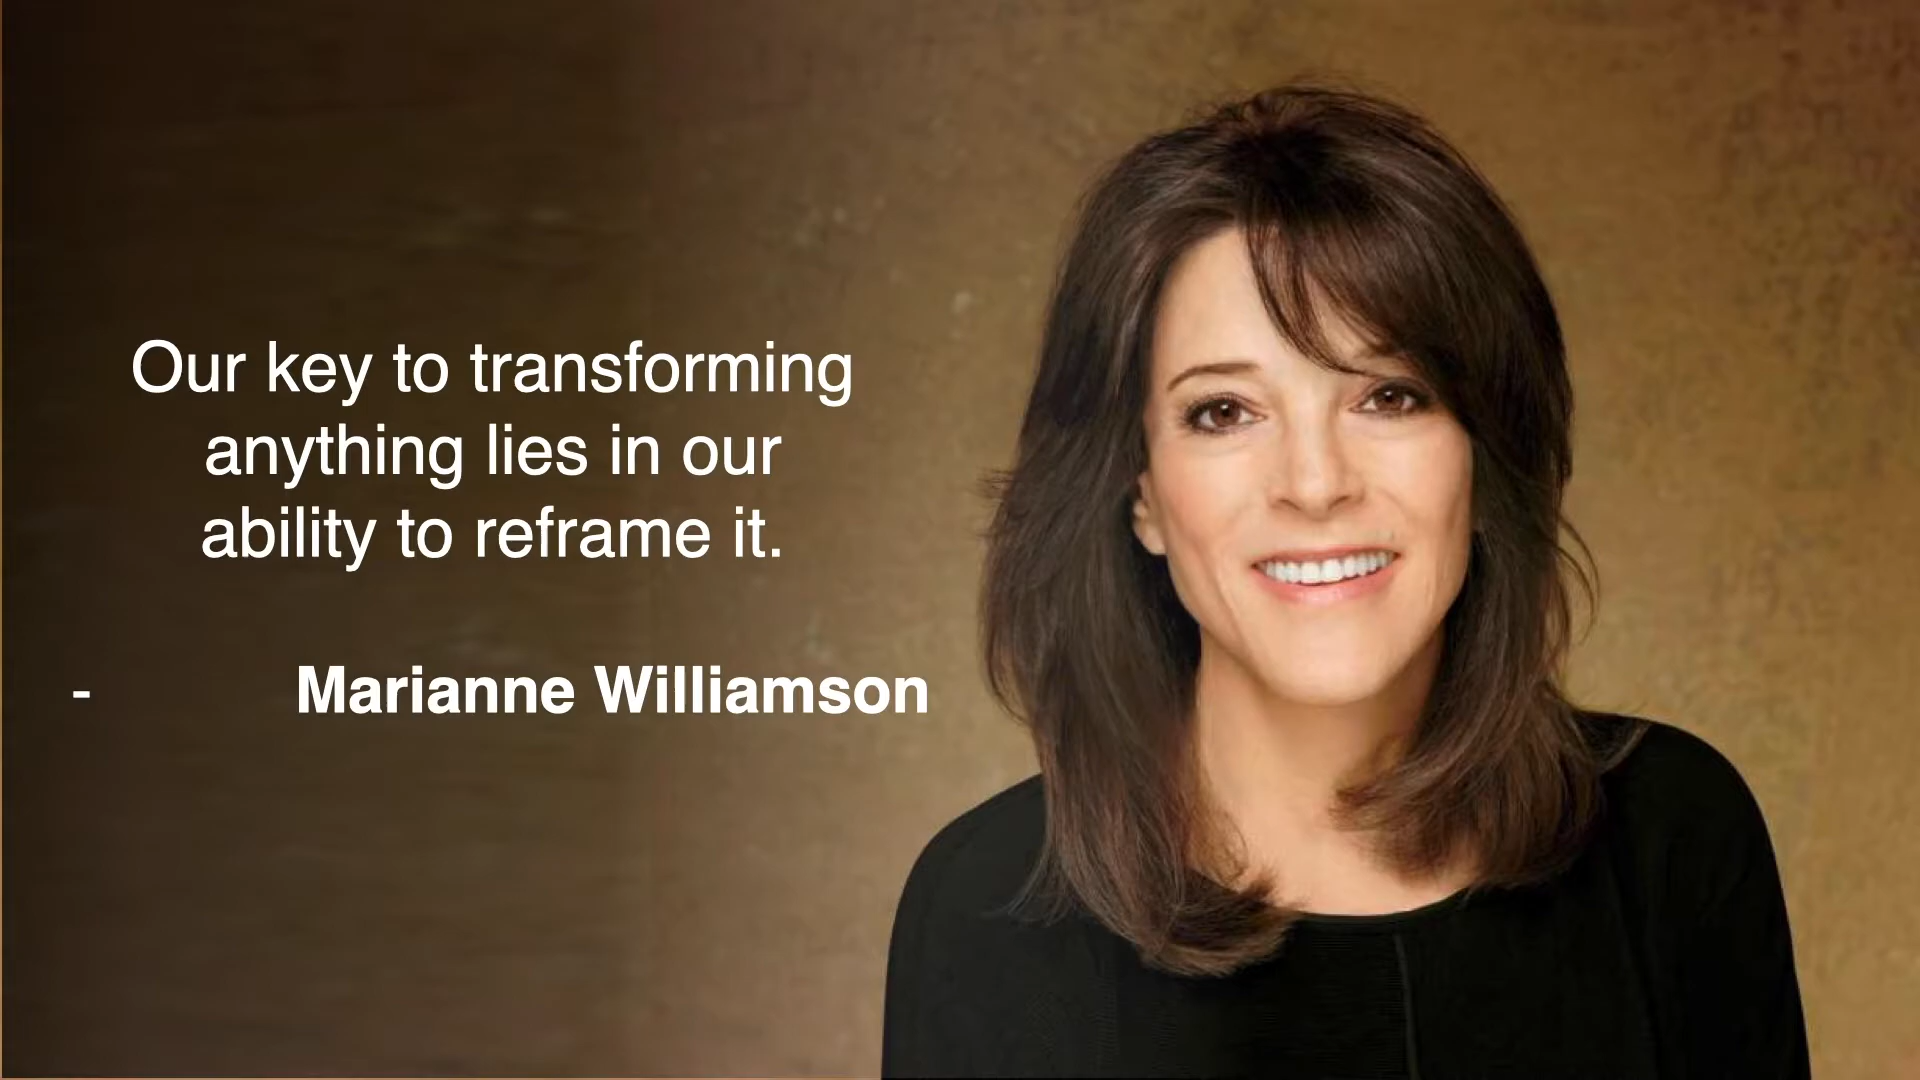 Our key to transforming
anything lies in our
ability to reframe it.
- Marianne Williamson